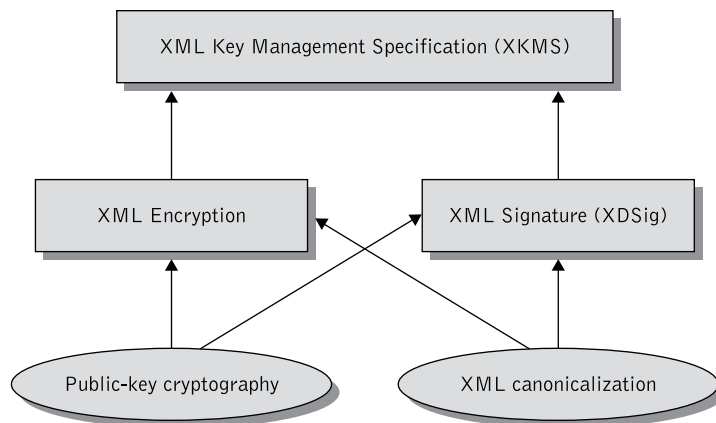 XML Key Management Specification (XKMS)
XML Encryption
XML Signature (XDSig)
Public-key cryptography
XML canonicalization